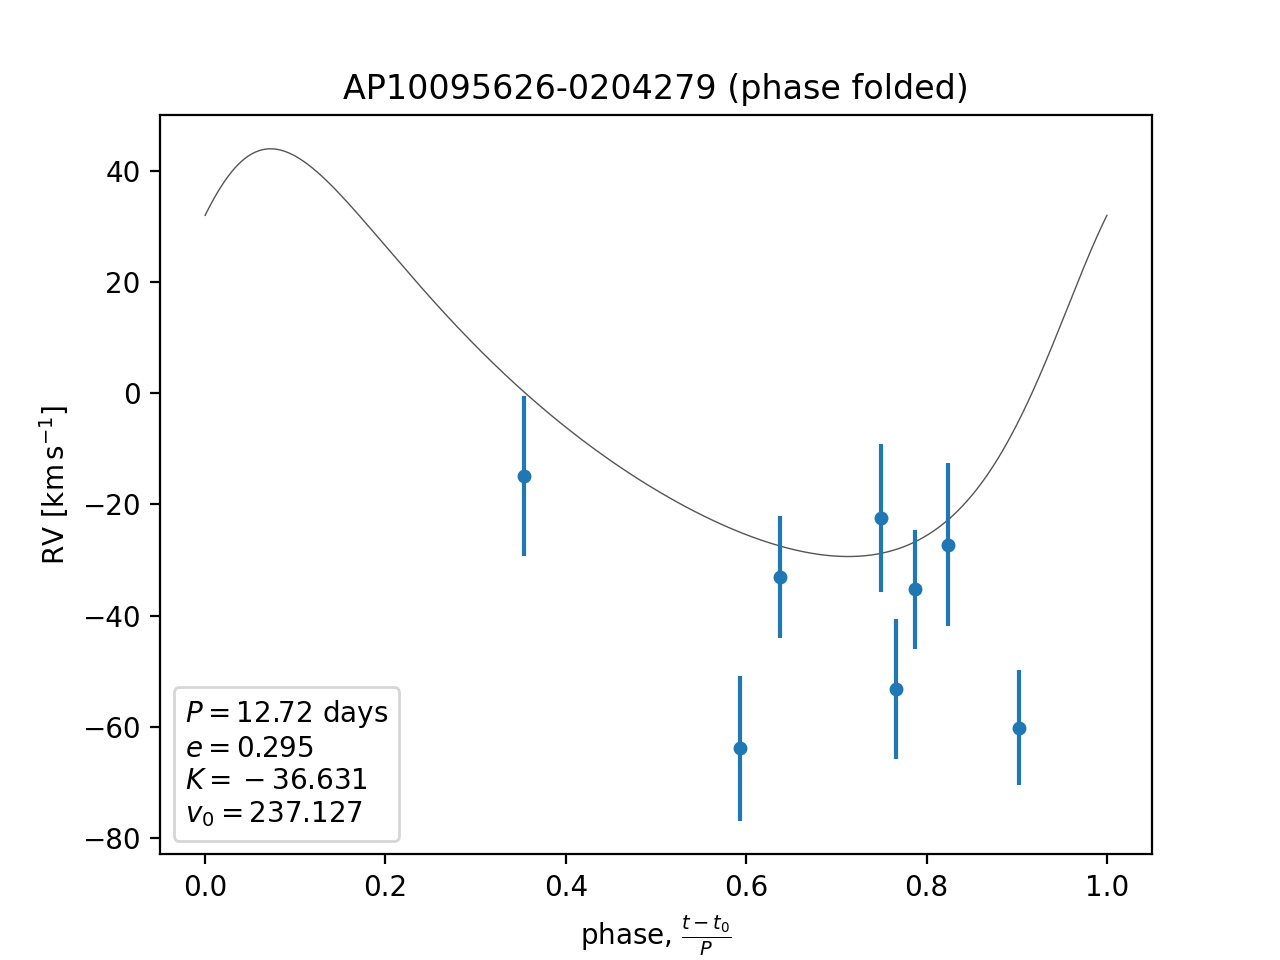 AP10095626-0204279 (phase folded)
RV [km s⁻¹]
40
20
0
−20
−40
−60
−80
P = 12.72 days
e = 0.295
K = −36.631
v₀ = 237.127
0.0 0.2 0.4 0.6 0.8 1.0
phase, (t − t₀)/P